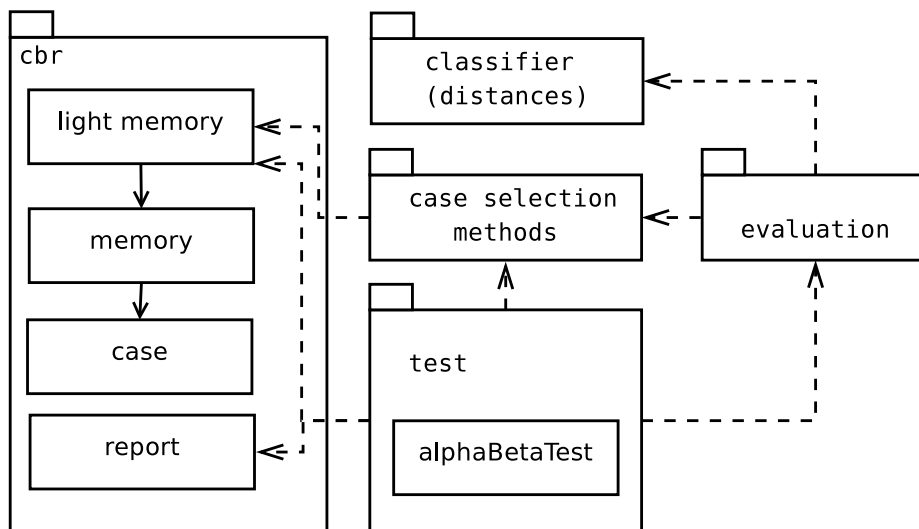 cbr
light memory
memory
case
report
classifier
(distances)
case selection
methods
evaluation
test
alphaBetaTest